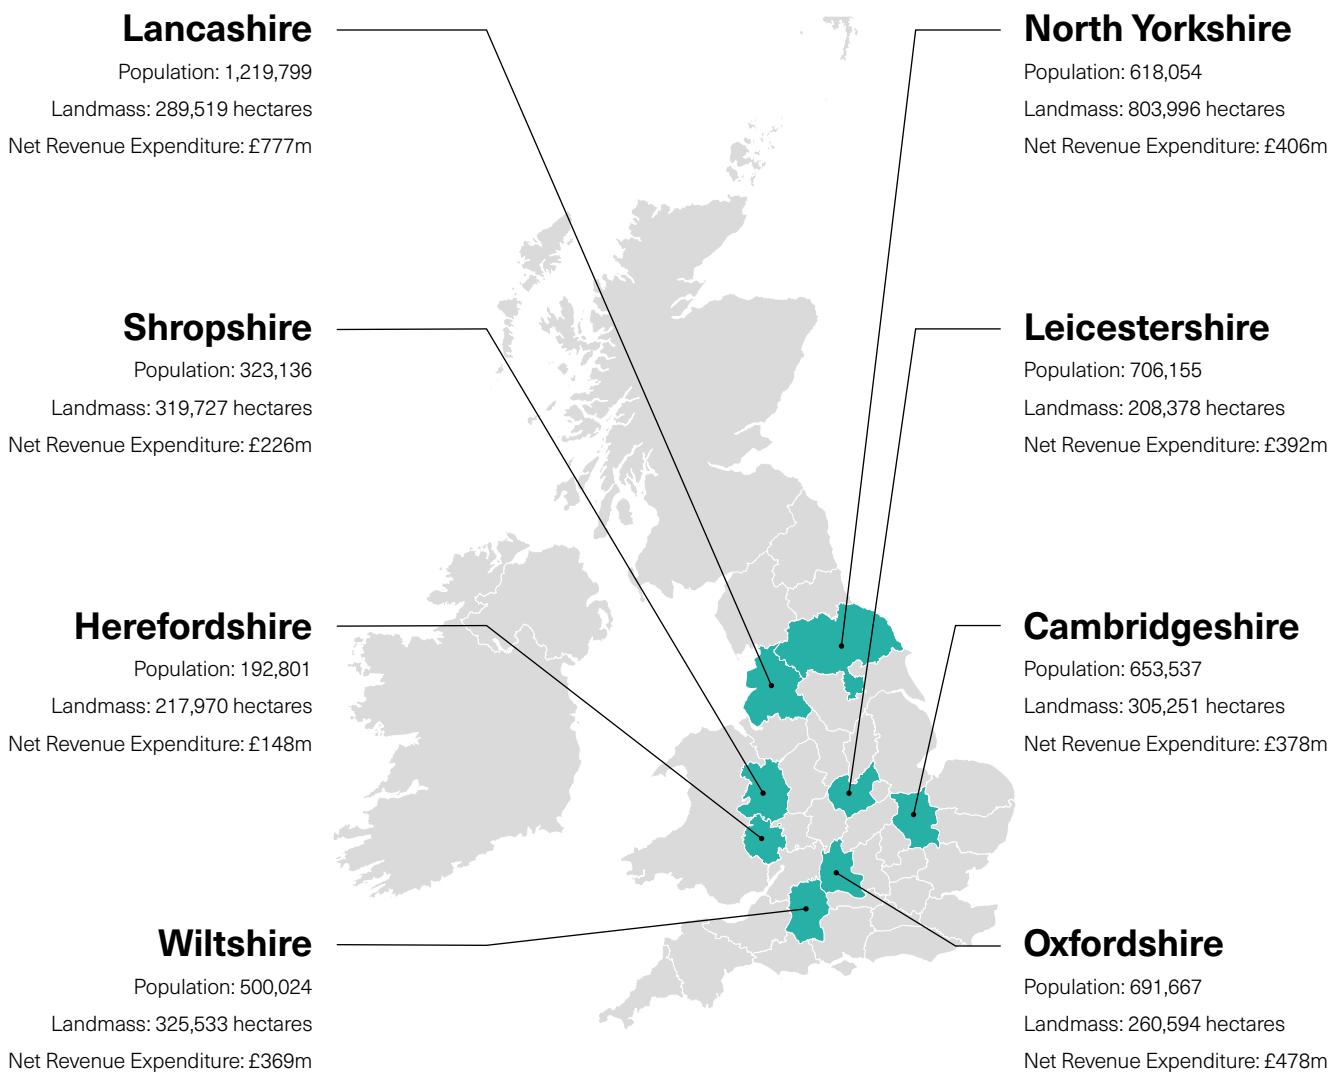 Lancashire
Population: 1,219,799
Landmass: 289,519 hectares
Net Revenue Expenditure: £777m
North Yorkshire
Population: 618,054
Landmass: 803,996 hectares
Net Revenue Expenditure: £406m
Shropshire
Population: 323,136
Landmass: 319,727 hectares
Net Revenue Expenditure: £226m
Leicestershire
Population: 706,155
Landmass: 208,378 hectares
Net Revenue Expenditure: £392m
Herefordshire
Population: 192,801
Landmass: 217,970 hectares
Net Revenue Expenditure: £148m
Cambridgeshire
Population: 653,537
Landmass: 305,251 hectares
Net Revenue Expenditure: £378m
Wiltshire
Population: 500,024
Landmass: 325,533 hectares
Net Revenue Expenditure: £369m
Oxfordshire
Population: 691,667
Landmass: 260,594 hectares
Net Revenue Expenditure: £478m